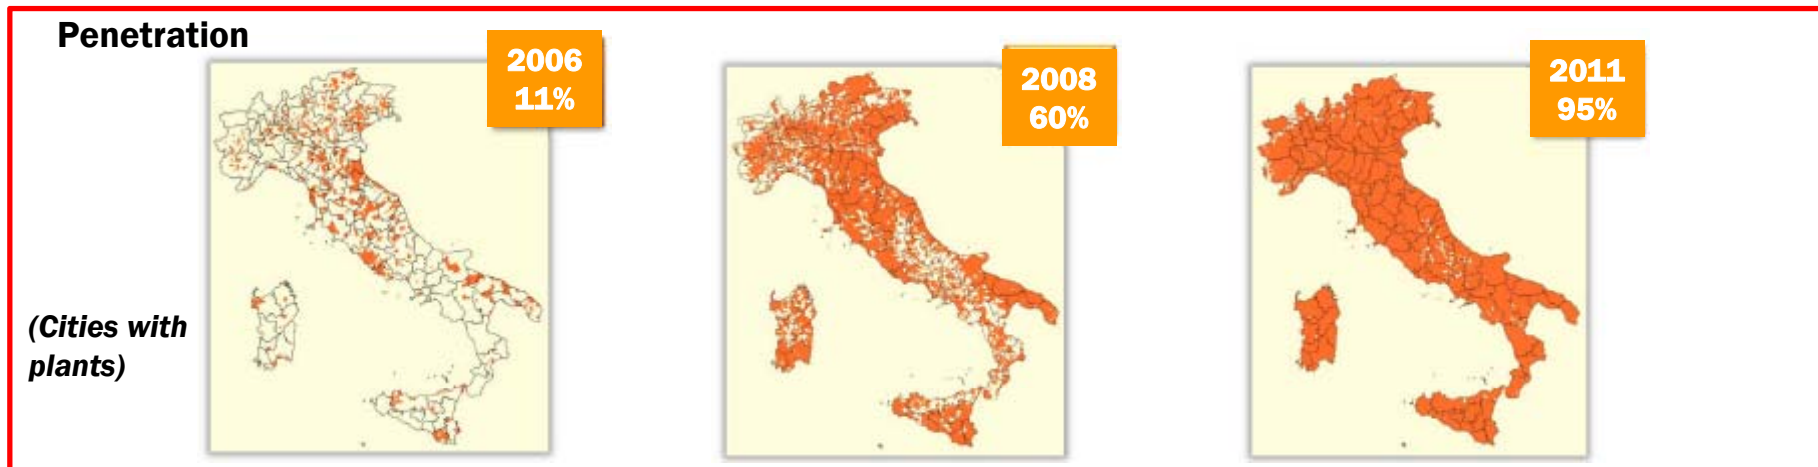 Penetration
2006
11%
2008
60%
2011
95%
(Cities with
plants)